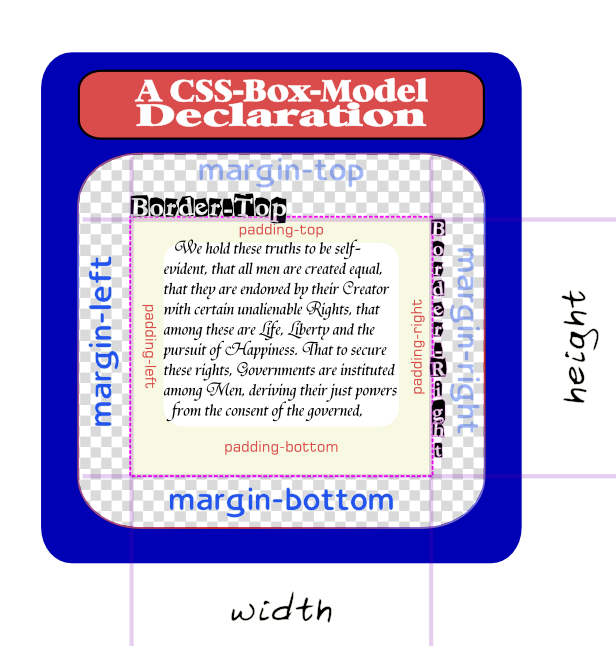 A CSS-Box-Model
Declaration
margin-top
Border-Top
padding-top
We hold these truths to be self-
evident, that all men are created equal,
that they are endowed by their Creator
with certain unalienable Rights, that
among these are Life, Liberty and the
pursuit of Happiness. That to secure
these rights, Governments are instituted
among Men, deriving their just powers
from the consent of the governed,
margin-left
padding-left
padding-right
Border-Right
margin-right
height
padding-bottom
margin-bottom
width